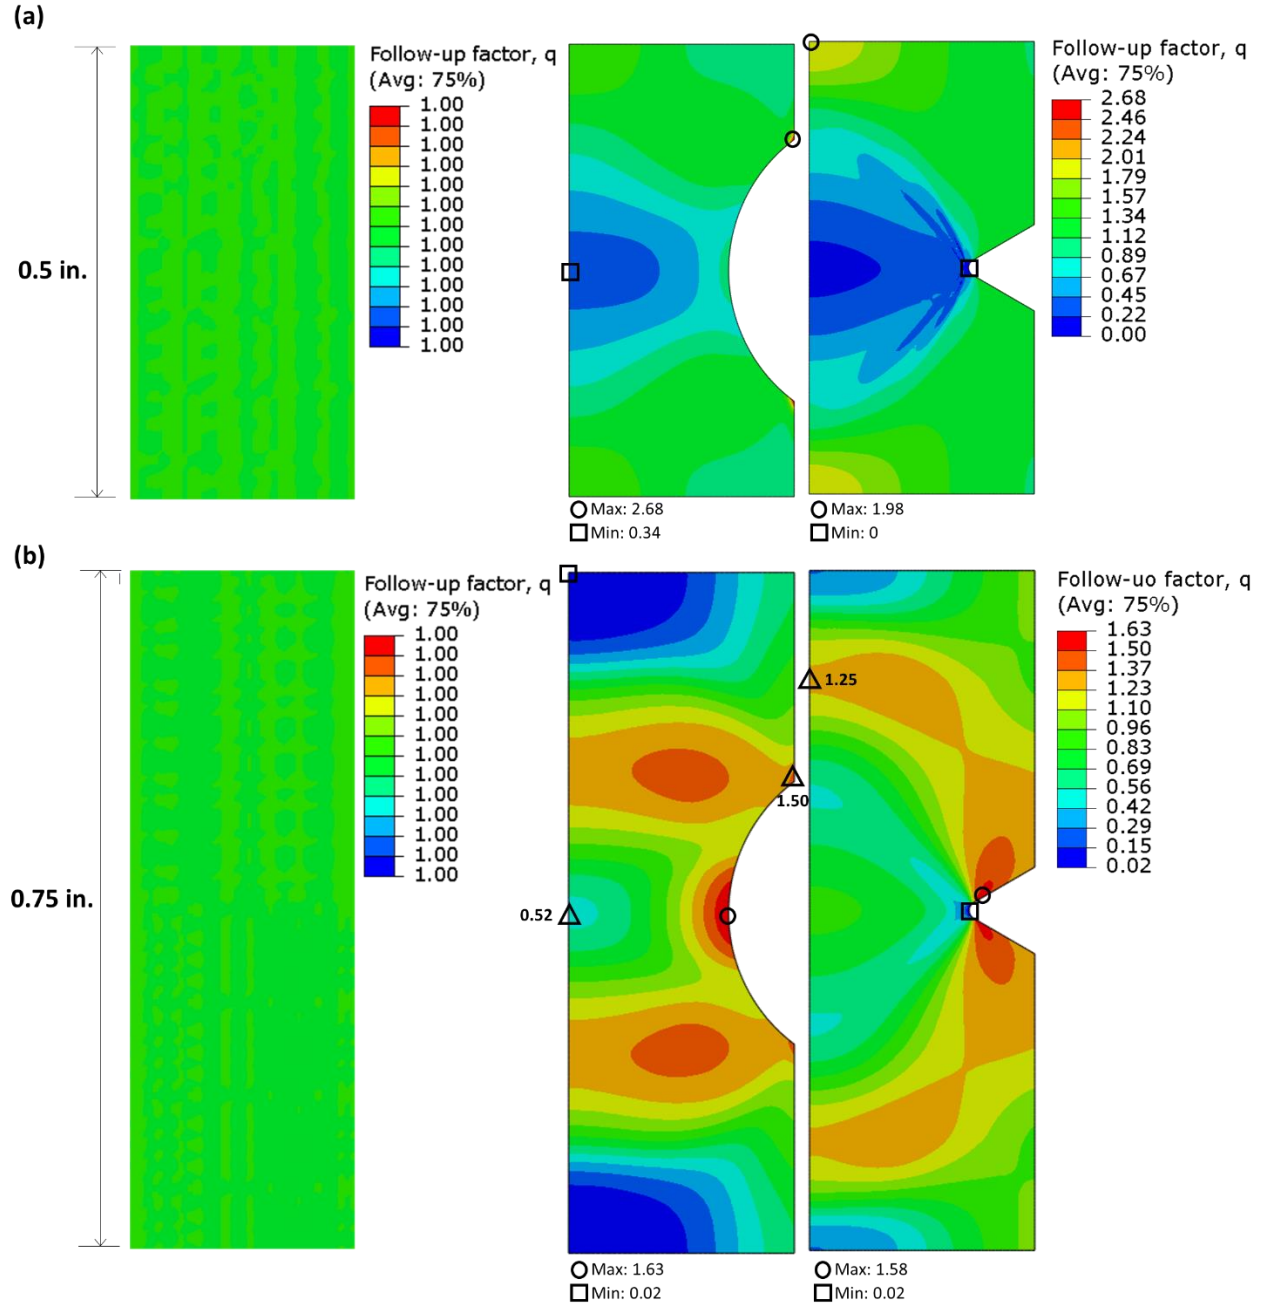 (a)
0.5 in.
Follow-up factor, q
(Avg: 75%)
1.00
1.00
1.00
1.00
1.00
1.00
1.00
1.00
1.00
1.00
1.00
1.00
1.00
Max: 2.68
Min: 0.34
Max: 1.98
Min: 0
Follow-up factor, q
(Avg: 75%)
2.68
2.46
2.24
2.01
1.79
1.57
1.34
1.12
0.89
0.67
0.45
0.22
0.00
(b)
0.75 in.
Follow-up factor, q
(Avg: 75%)
1.00
1.00
1.00
1.00
1.00
1.00
1.00
1.00
1.00
1.00
1.00
1.00
1.00
1.50
0.52
1.25
Max: 1.63
Min: 0.02
Max: 1.58
Min: 0.02
Follow-uo factor, q
(Avg: 75%)
1.63
1.50
1.37
1.23
1.10
0.96
0.83
0.69
0.56
0.42
0.29
0.15
0.02